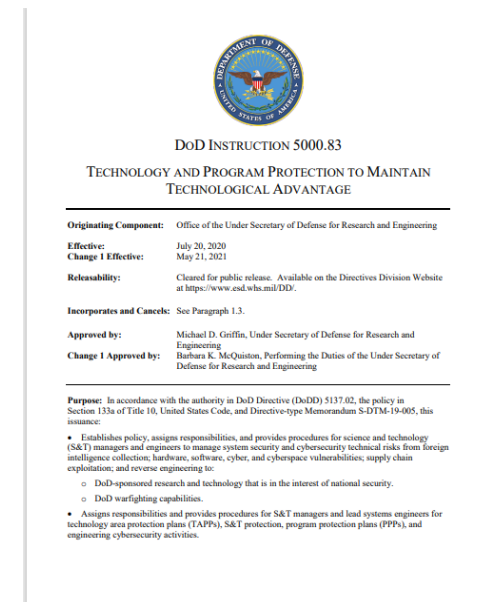 DEPARTMENT OF DEFENSE
UNITED STATES OF AMERICA
DOD INSTRUCTION 5000.83
TECHNOLOGY AND PROGRAM PROTECTION TO MAINTAIN
TECHNOLOGICAL ADVANTAGE
Originating Component: Office of the Under Secretary of Defense for Research and Engineering
Effective: July 20, 2020
Change 1 Effective: May 21, 2021
Releasability: Cleared for public release. Available on the Directives Division Website
at https://www.esd.whs.mil/DD/.
Incorporates and Cancels: See Paragraph 1.3.
Approved by: Michael D. Griffin, Under Secretary of Defense for Research and
Engineering
Change 1 Approved by: Barbara K. McQuiston, Performing the Duties of the Under Secretary of
Defense for Research and Engineering
Purpose: In accordance with the authority in DoD Directive (DoDD) 5137.02, the policy in
Section 133a of Title 10, United States Code, and Directive-type Memorandum S-DTM-19-005, this
issuance:
• Establishes policy, assigns responsibilities, and provides procedures for science and technology
(S&T) managers and engineers to manage system security and cybersecurity technical risks from foreign
intelligence collection; hardware, software, cyber, and cyberspace vulnerabilities; supply chain
exploitation; and reverse engineering to:
o DoD-sponsored research and technology that is in the interest of national security.
o DoD warfighting capabilities.
• Assigns responsibilities and provides procedures for S&T managers and lead systems engineers for
technology area protection plans (TAPPs), S&T protection, program protection plans (PPPs), and
engineering cybersecurity activities.